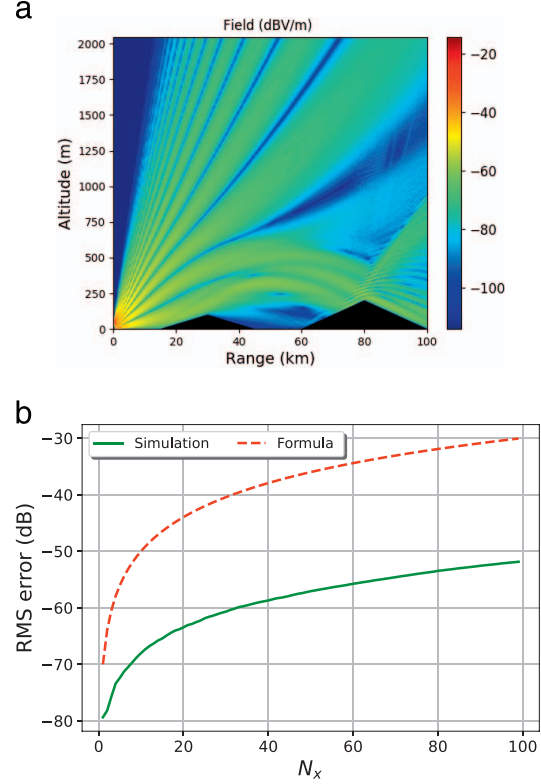 a
Field (dBV/m)
2000
1750
1500
1250
1000
750
500
250
0
Altitude (m)
0 20 40 60 80 100
Range (km)
−20
−40
−60
−80
−100
b
Simulation Formula
−30
−40
−50
−60
−70
−80
RMS error (dB)
0 20 40 60 80 100
Nx